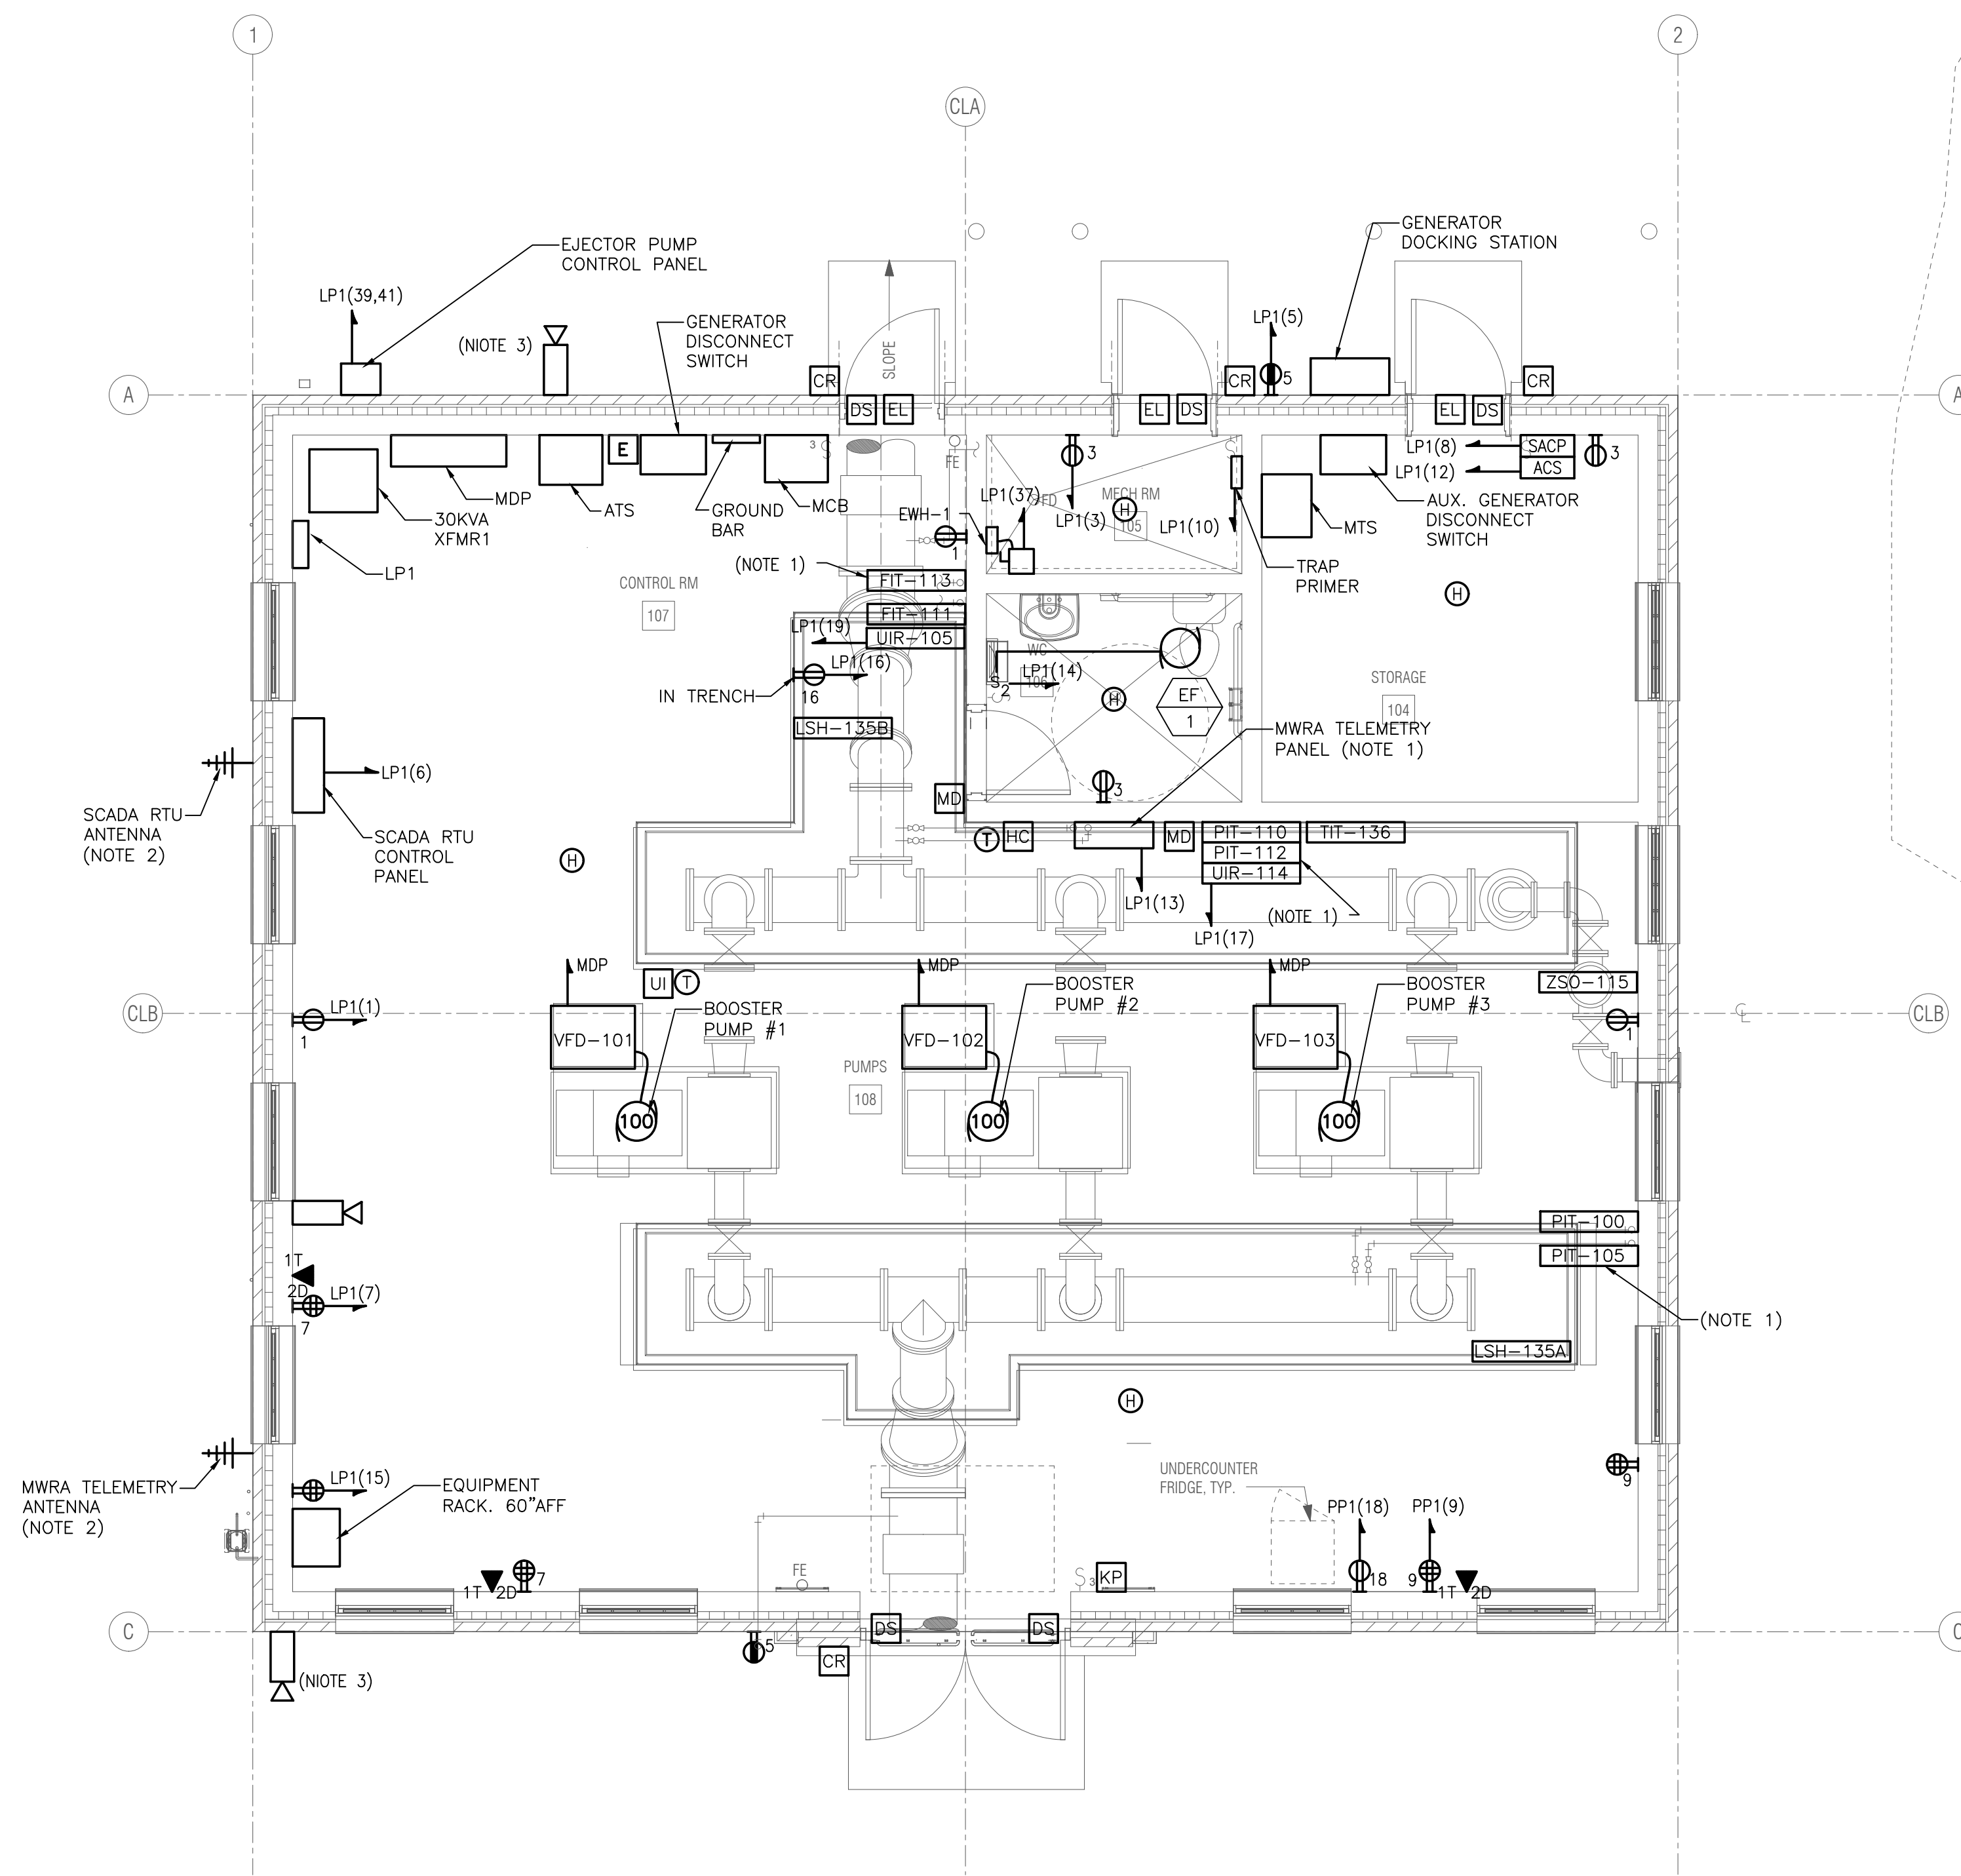 1
2
CLA
GENERATOR
DOCKING STATION
EJECTOR PUMP
CONTROL PANEL
LP1(39,41)
(NIOTE 3)
GENERATOR
DISCONNECT
SWITCH
SLOPE
LP1(5)
5
CR
CR
CR
A
A
DS
EL
EL
DS
EL
DS
E
3
S
FE
3
LP1(8)
SACP
LP1(12)
ACS
3
MDP
30KVA
XFMR1
ATS
GROUND
BAR
MCB
LP1(37)
FD
MECH RM
H
105
LP1(3)
LP1(10)
EWH-1
1
MTS
AUX. GENERATOR
DISCONNECT
SWITCH
LP1
(NOTE 1)
TRAP
PRIMER
CONTROL RM
107
FIT-113
FIT-111
UIR-105
LP1(19)
LP1(16)
16
IN TRENCH
LSH-135B
H
WC
106
S2
LP1(14)
H
EF
1
STORAGE
104
MWRA TELEMETRY
PANEL (NOTE 1)
LP1(6)
SCADA RTU
ANTENNA
(NOTE 2)
SCADA RTU
CONTROL
PANEL
MD
3
T
HC
MD
PIT-110
PIT-112
UIR-114
TIT-136
H
LP1(13)
(NOTE 1)
LP1(17)
MDP
MDP
MDP
UI
T
ZSO-115
CLB
CLB
LP1(1)
1
BOOSTER
PUMP #1
BOOSTER
PUMP #2
BOOSTER
PUMP #3
VFD-101
VFD-102
VFD-103
1
PUMPS
108
100
100
100
PIT-100
PIT-105
1T
2D
LP1(7)
7
(NOTE 1)
LSH-135A
H
MWRA TELEMETRY
ANTENNA
(NOTE 2)
LP1(15)
EQUIPMENT
RACK. 60"AFF
UNDERCOUNTER
FRIDGE, TYP.
9
PP1(18)
PP1(9)
1T
2D
7
FE
S3
KP
18
9
1T
2D
C
C
DS
DS
5
CR
(NIOTE 3)